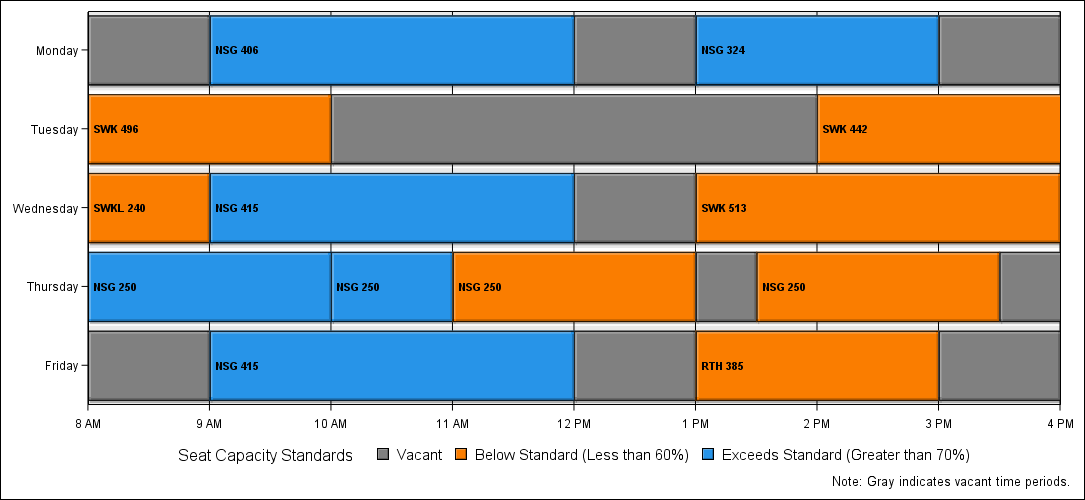 Monday
NSG 406
NSG 324
Tuesday
SWK 496
SWK 442
Wednesday
SWKL 240
NSG 415
SWK 513
Thursday
NSG 250
NSG 250
NSG 250
NSG 250
Friday
NSG 415
RTH 385
8 AM
9 AM
10 AM
11 AM
12 PM
1 PM
2 PM
3 PM
4 PM
Seat Capacity Standards
Vacant
Below Standard (Less than 60%)
Exceeds Standard (Greater than 70%)
Note: Gray indicates vacant time periods.